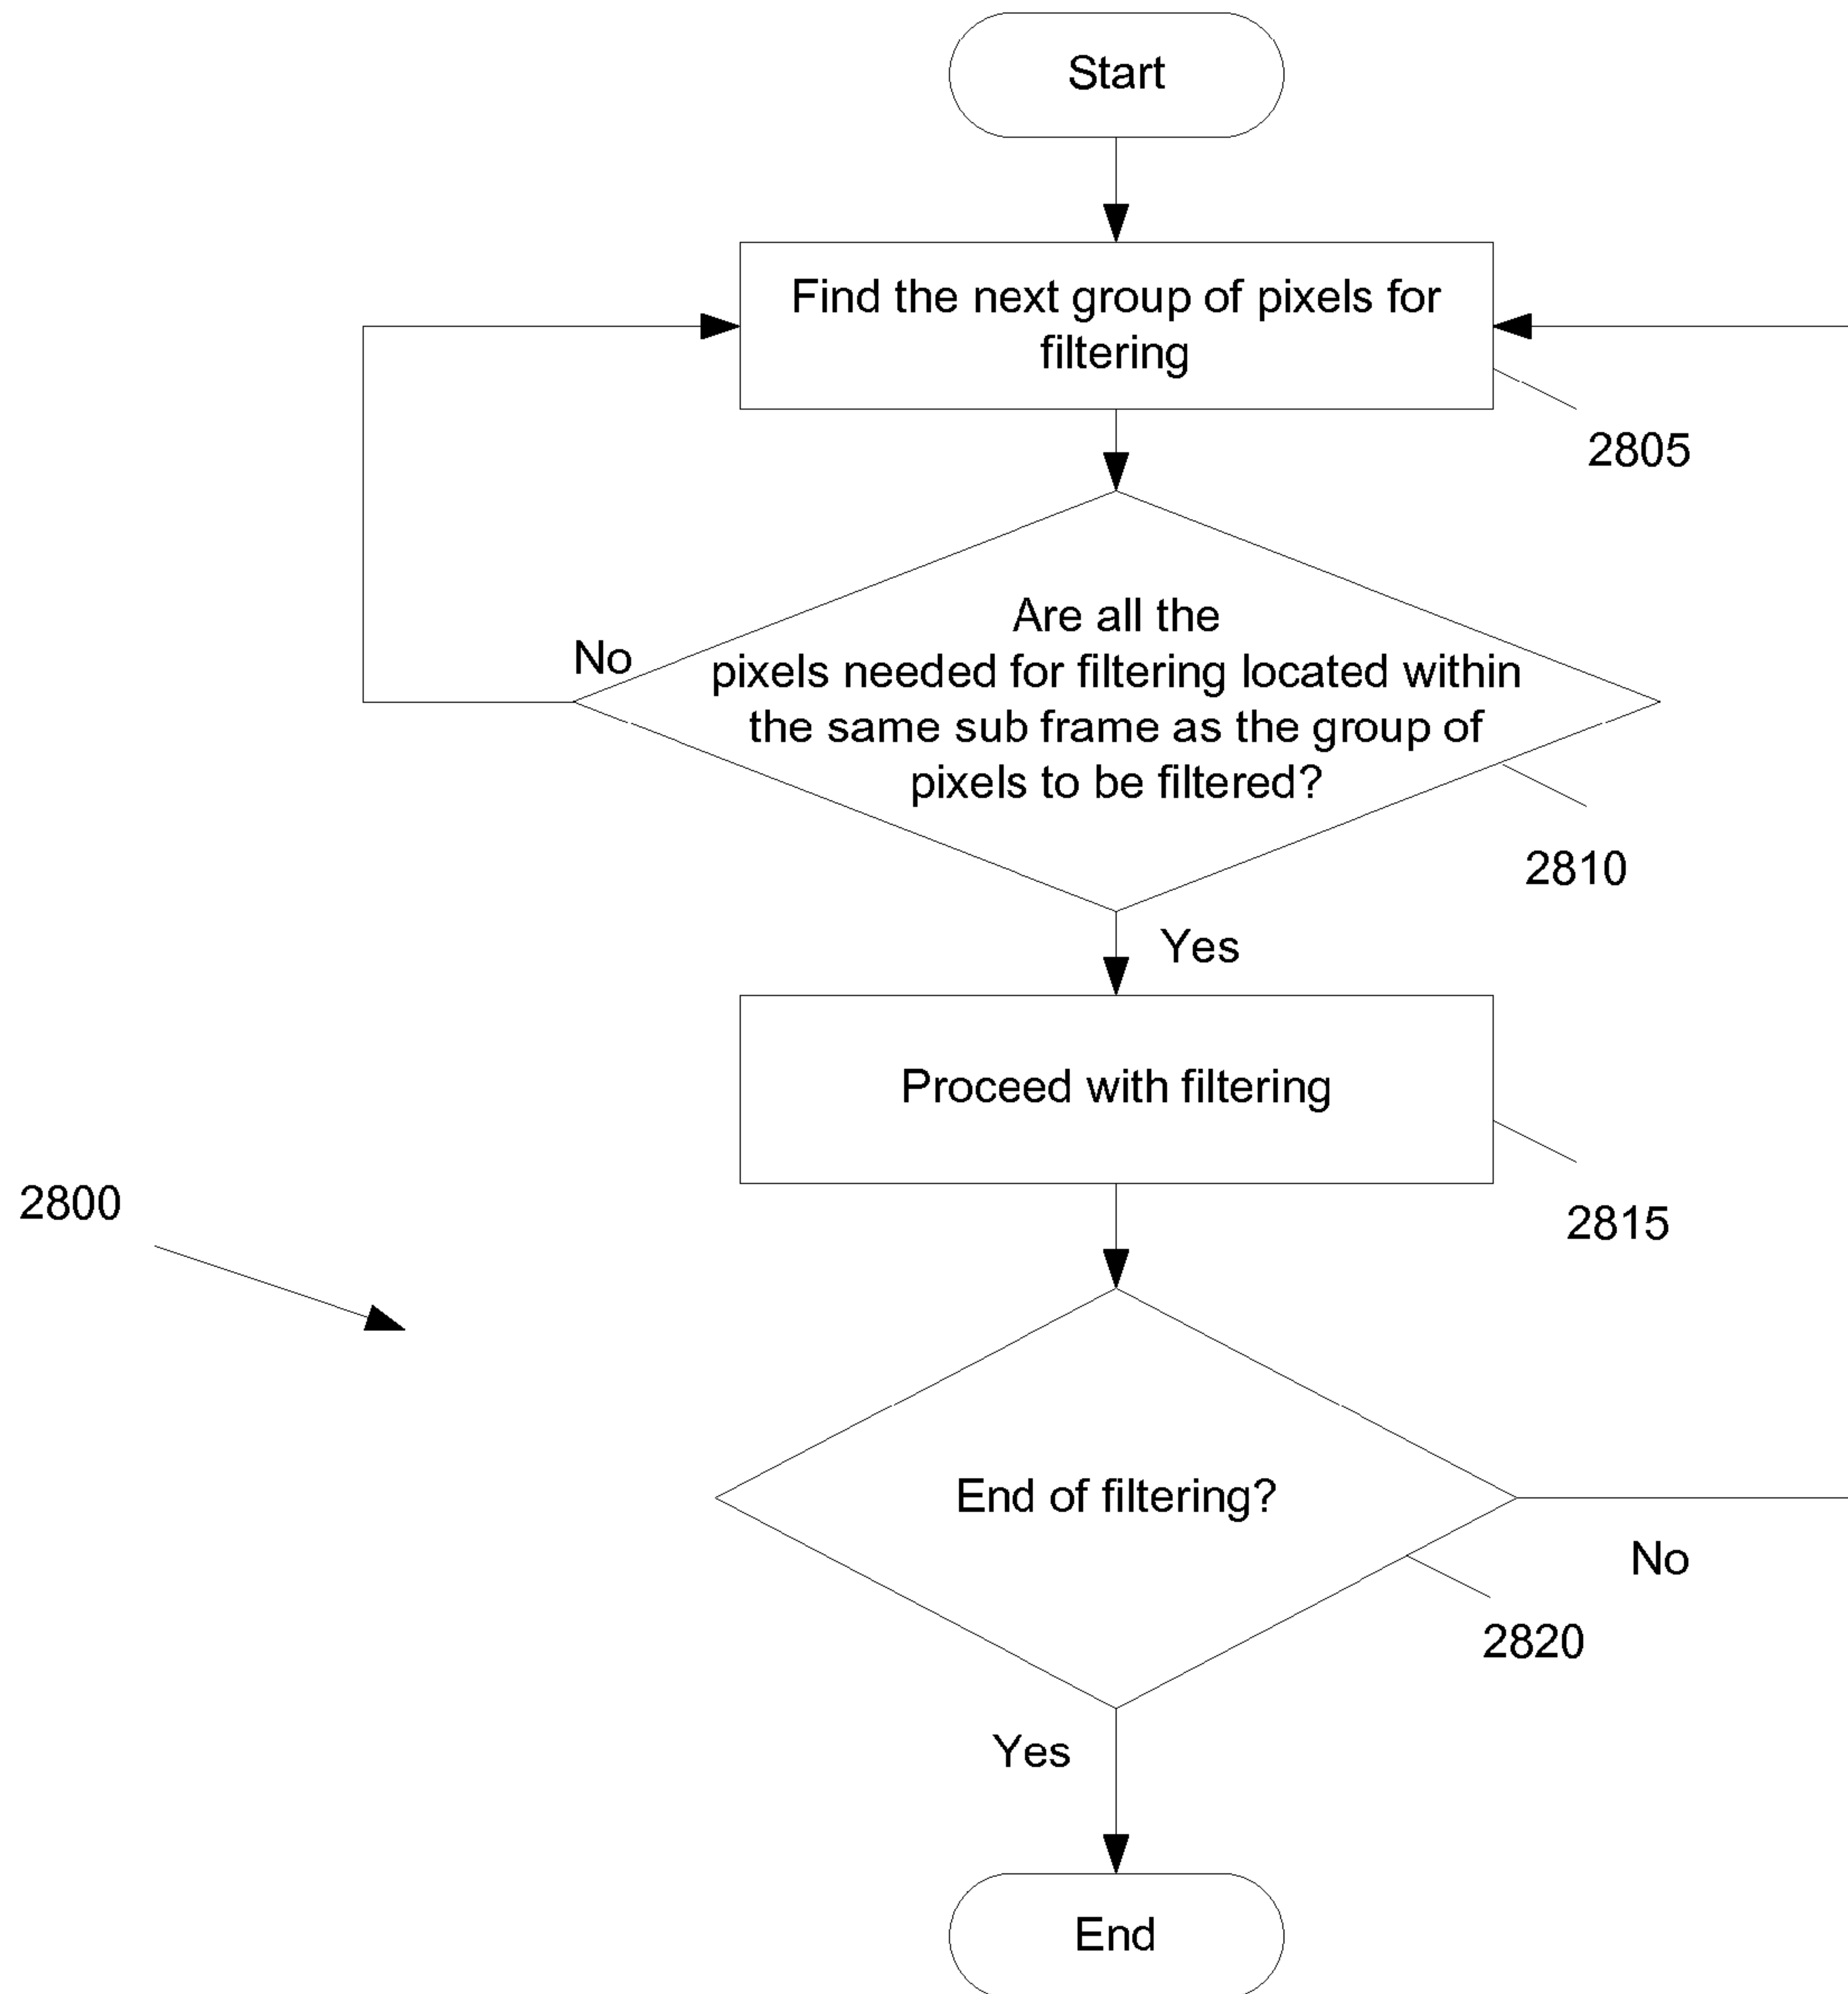 Start
Find the next group of pixels for
filtering
2805
No
Are all the
pixels needed for filtering located within
the same sub frame as the group of
pixels to be filtered?
2810
Yes
Proceed with filtering
2800
2815
End of filtering?
No
2820
Yes
End